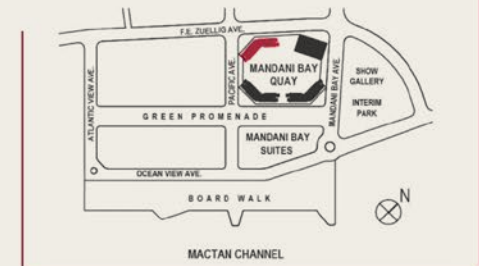 F.E. ZUELLIG AVE.
ATLANTIC VIEW AVE.
PACIFIC AVE.
MANDANI BAY
QUAY
MANDANI BAY AVE.
SHOW
GALLERY
INTERIM
PARK
GREEN PROMENADE
MANDANI BAY
SUITES
OCEAN VIEW AVE.
BOARD WALK
N
MACTAN CHANNEL